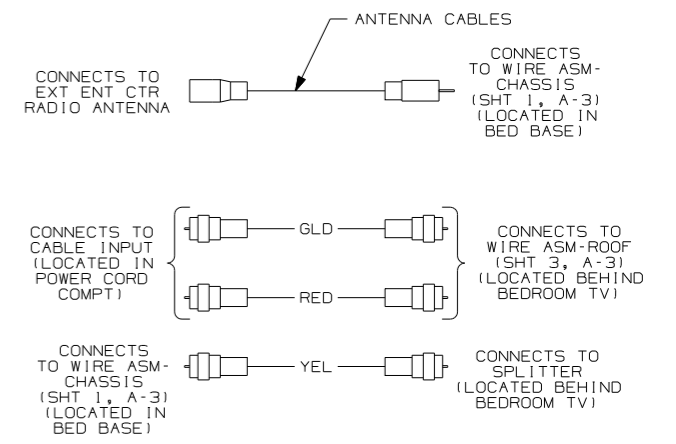 ANTENNA CABLES
CONNECTS TO
EXT ENT CTR
RADIO ANTENNA
CONNECTS
TO WIRE ASM-
CHASSIS
(SHT 1, A-3)
(LOCATED IN
BED BASE)
CONNECTS TO
CABLE INPUT
(LOCATED IN
POWER CORD
COMPT)
GLD
RED
CONNECTS TO
WIRE ASM-ROOF
(SHT 3, A-3)
(LOCATED BEHIND
BEDROOM TV)
CONNECTS
TO WIRE ASM-
CHASSIS
(SHT 1, A-3)
(LOCATED IN
BED BASE)
YEL
CONNECTS TO
SPLITTER
(LOCATED BEHIND
BEDROOM TV)